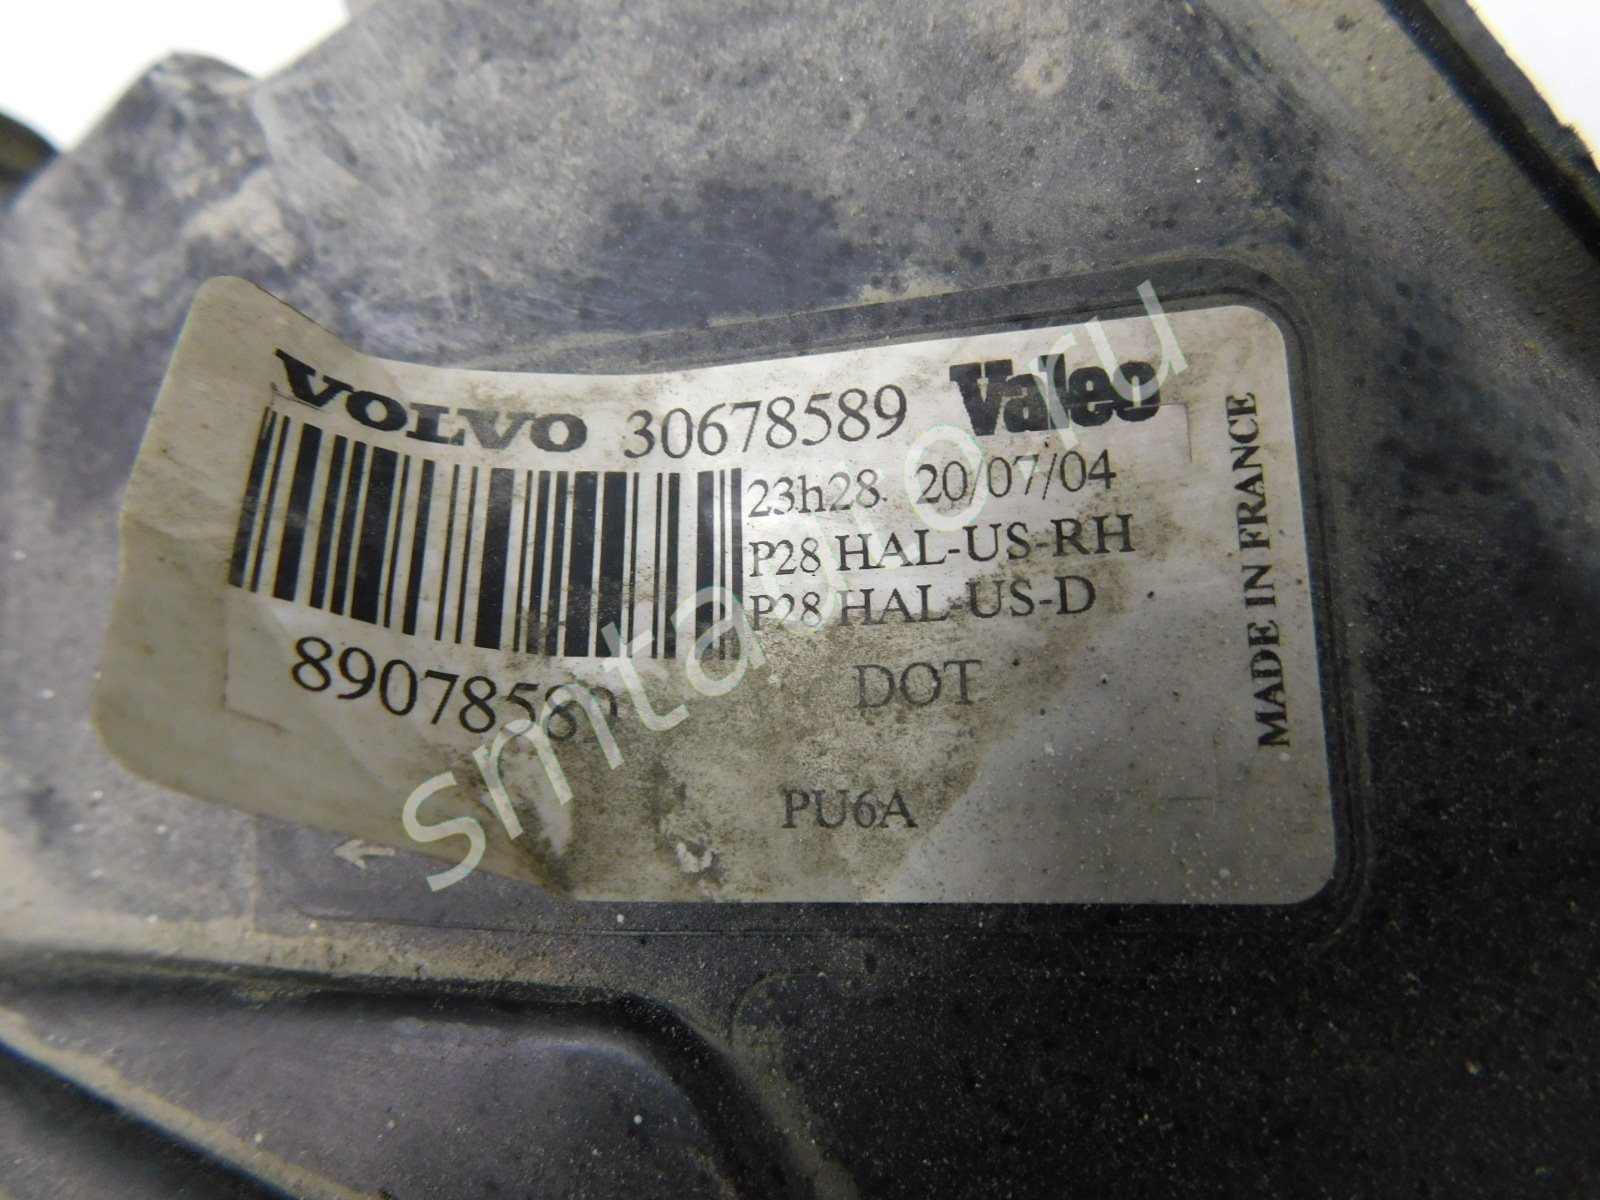 VOLVO 30678589 Valeo
23h28 20/07/04
P28 HAL-US-RH
P28 HAL-US-D
DOT
PU6A
MADE IN FRANCE
smtauro.ru